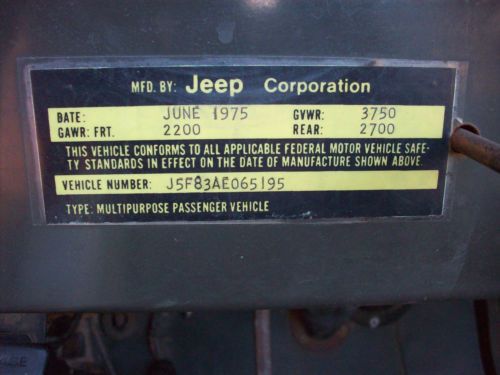 MFD. BY: Jeep Corporation
DATE: JUNE 1975 GVWR: 3750
GAWR: FRT. 2200 REAR: 2700
THIS VEHICLE CONFORMS TO ALL APPLICABLE FEDERAL MOTOR VEHICLE SAFE-
TY STANDARDS IN EFFECT ON THE DATE OF MANUFACTURE SHOWN ABOVE.
VEHICLE NUMBER: J5F83AE065195
TYPE: MULTIPURPOSE PASSENGER VEHICLE